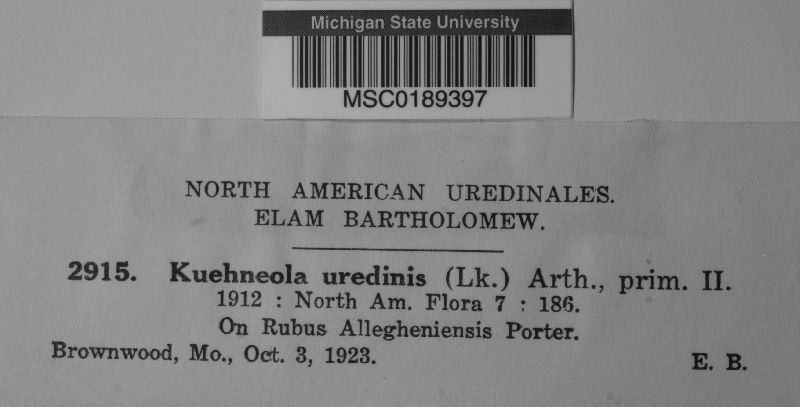 Michigan State University
MSC0189397
NORTH AMERICAN UREDINALES.
ELAM BARTHOLOMEW.
2915. Kuehneola uredinis (Lk.) Arth., prim. II.
1912 : North Am. Flora 7 : 186.
On Rubus Allegheniensis Porter.
Brownwood, Mo., Oct. 3, 1923. E. B.